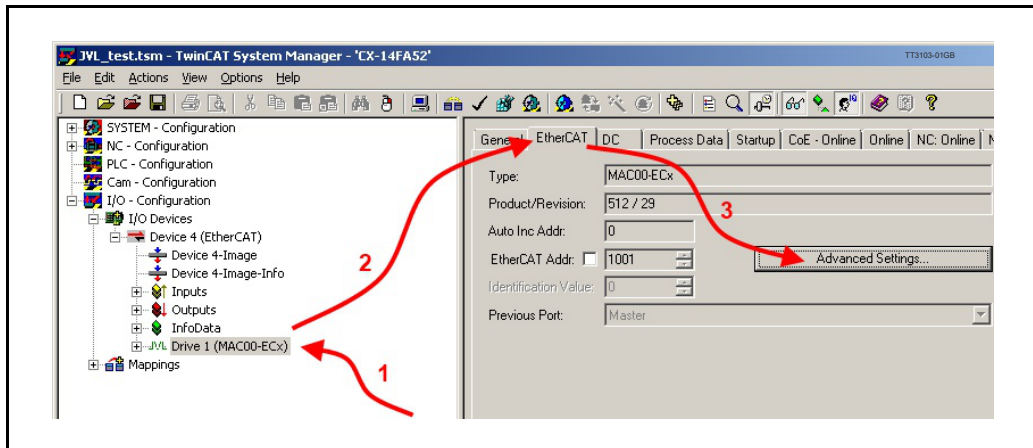 JVL_test.tsm - TwinCAT System Manager - 'CX-14FA52'
TT3103-01GB
File Edit Actions View Options Help
SYSTEM - Configuration
NC - Configuration
PLC - Configuration
Cam - Configuration
I/O - Configuration
I/O Devices
Device 4 (EtherCAT)
Device 4-Image
Device 4-Image-Info
Inputs
Outputs
InfoData
JVL Drive 1 (MAC00-ECx)
Mappings
1
2
General EtherCAT DC Process Data Startup CoE - Online Online NC: Online N
Type: MAC00-ECx
Product/Revision: 512 / 29
3
Auto Inc Addr: 0
EtherCAT Addr: 1001 Advanced Settings...
Identification Value: 0
Previous Port: Master